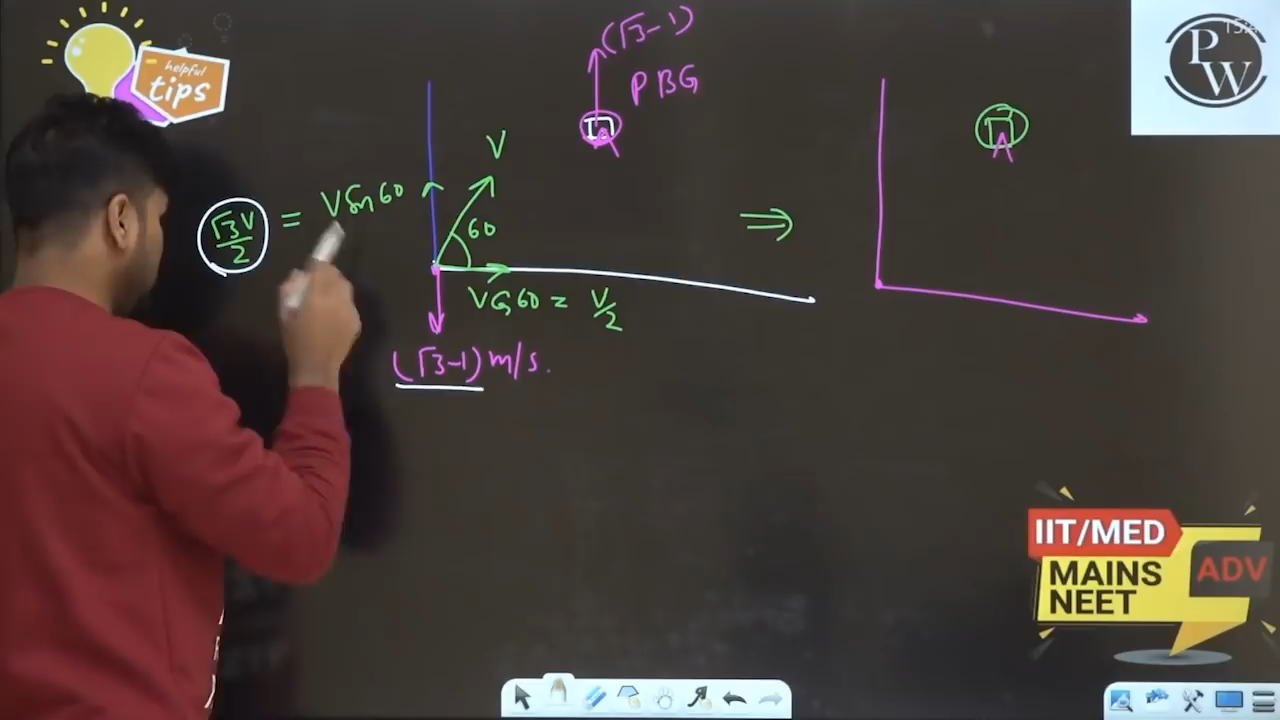 helpful
tips
(√3-1)
PBG
V
√3V/2 = V Sin 60
60
V Cos 60 = V/2
⇒
(√3-1) m/s.
PW
IIT/MED
MAINS
NEET
ADV